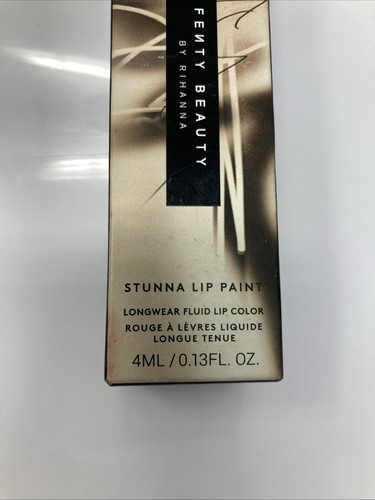 FENTY BEAUTY
BY RIHANNA
STUNNA LIP PAINT
LONGWEAR FLUID LIP COLOR
ROUGE À LÈVRES LIQUIDE
LONGUE TENUE
4ML / 0.13FL. OZ.